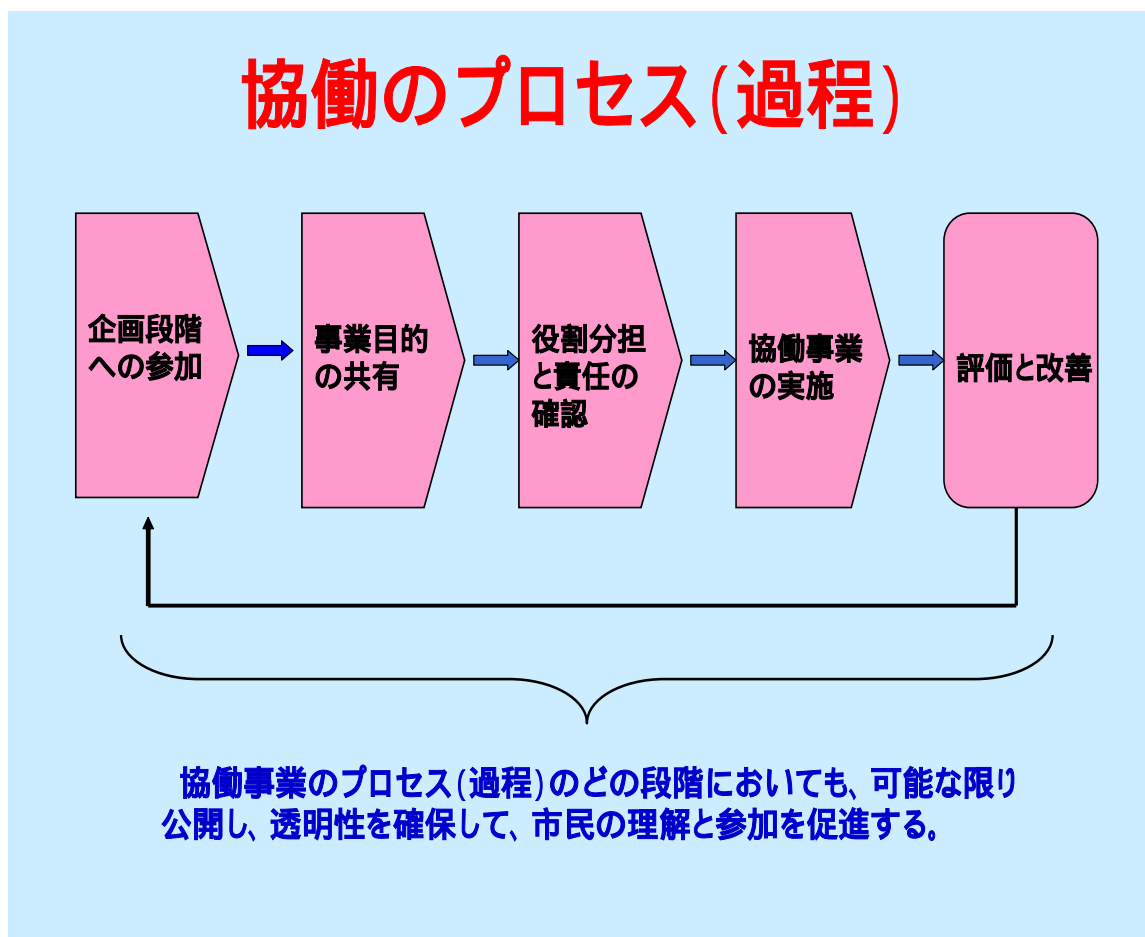 協働のプロセス(過程)
企画段階
への参加
事業目的
の共有
役割分担
と責任の
確認
協働事業
の実施
評価と改善
協働事業のプロセス(過程)のどの段階においても、可能な限り
公開し、透明性を確保して、市民の理解と参加を促進する。